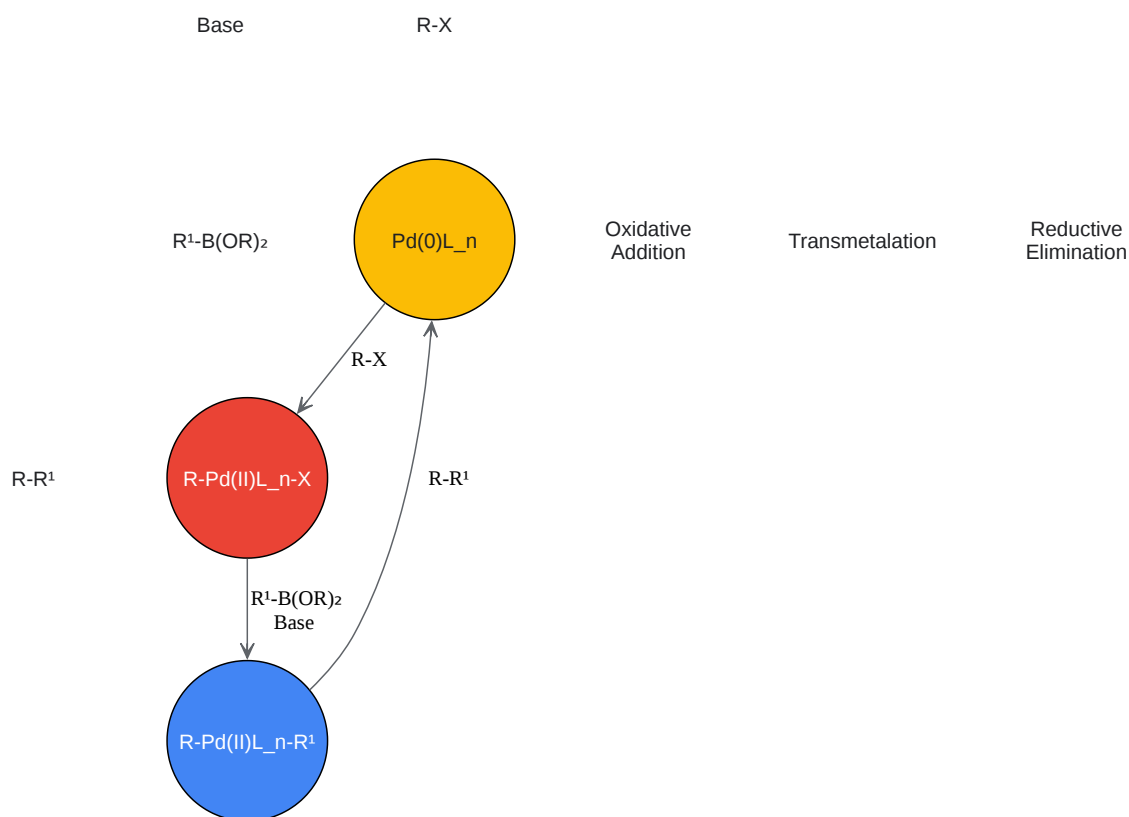 Base
R-X
R¹-B(OR)₂
Pd(0)L_n
Oxidative
Addition
Transmetalation
Reductive
Elimination
R-X
R-R¹
R-Pd(II)L_n-X
R-R¹
R¹-B(OR)₂
Base
R-Pd(II)L_n-R¹